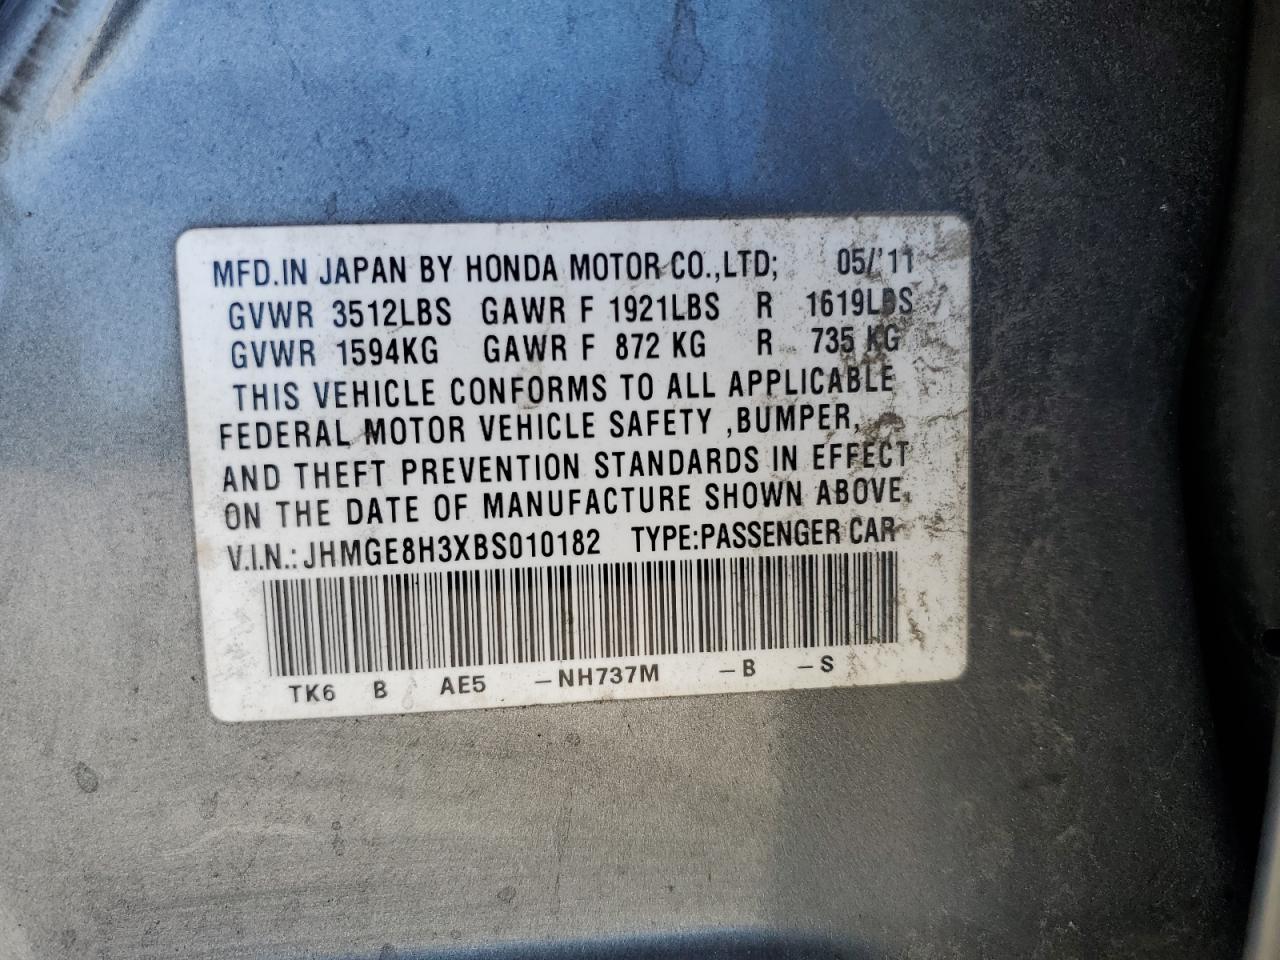 MFD.IN JAPAN BY HONDA MOTOR CO.,LTD; 05/'11
GVWR 3512LBS GAWR F 1921LBS R 1619LBS
GVWR 1594KG GAWR F 872 KG R 735 KG
THIS VEHICLE CONFORMS TO ALL APPLICABLE
FEDERAL MOTOR VEHICLE SAFETY ,BUMPER,
AND THEFT PREVENTION STANDARDS IN EFFECT
ON THE DATE OF MANUFACTURE SHOWN ABOVE.
V.I.N.: JHMGE8H3XBS010182 TYPE:PASSENGER CAR
TK6 B AE5 -NH737M -B -S